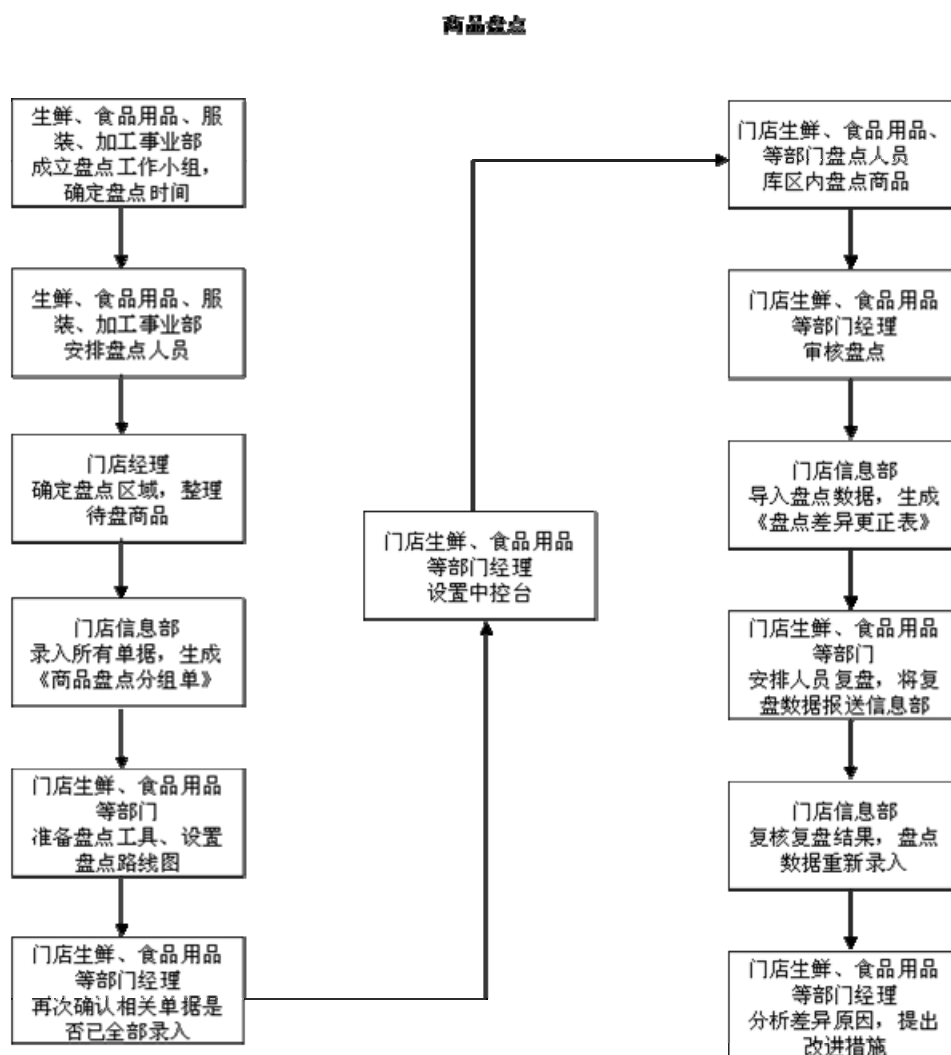 商品盘点
生鲜、食品用品、服
装、加工事业部
成立盘点工作小组，
确定盘点时间
生鲜、食品用品、服
装、加工事业部
安排盘点人员
门店经理
确定盘点区域，整理
待盘商品
门店信息部
录入所有单据，生成
《商品盘点分组单》
门店生鲜、食品用品
等部门
准备盘点工具、设置
盘点路线图
门店生鲜、食品用品
等部门经理
再次确认相关单据是
否已全部录入
门店生鲜、食品用品
等部门经理
设置中控台
门店生鲜、食品用品、
等部门盘点人员
库区内盘点商品
门店生鲜、食品用品
等部门经理
审核盘点
门店信息部
导入盘点数据，生成
《盘点差异更正表》
门店生鲜、食品用品
等部门
安排人员复盘，将复
盘数据报送信息部
门店信息部
复核复盘结果，盘点
数据重新录入
门店生鲜、食品用品
等部门经理
分析差异原因，提出
改进措施